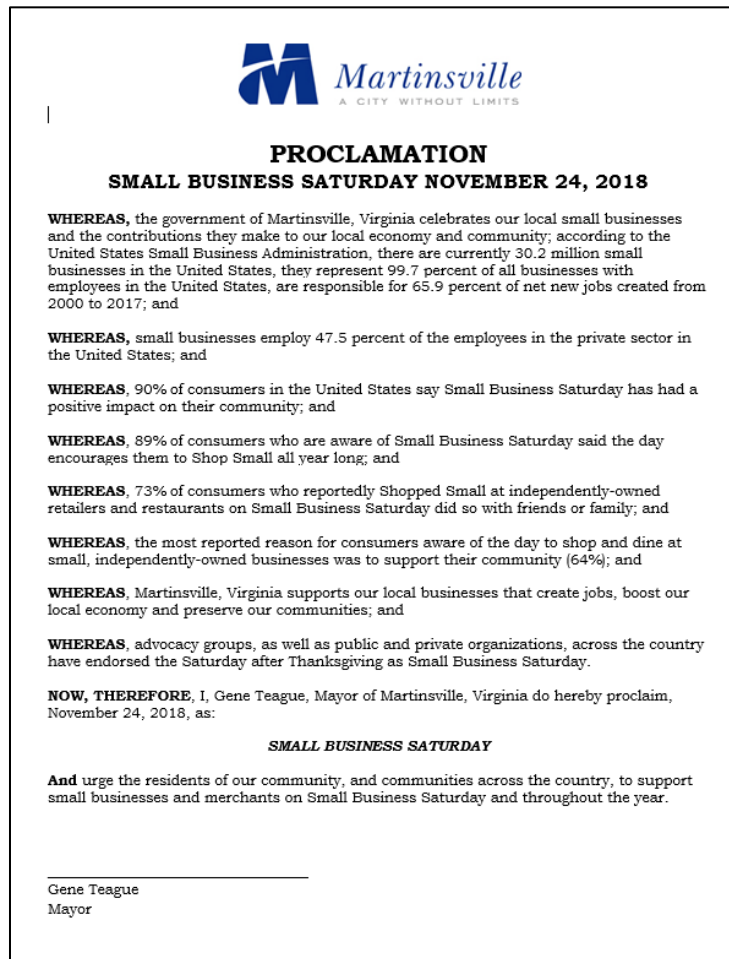 Martinsville
A CITY WITHOUT LIMITS
PROCLAMATION
SMALL BUSINESS SATURDAY NOVEMBER 24, 2018
WHEREAS, the government of Martinsville, Virginia celebrates our local small businesses
and the contributions they make to our local economy and community; according to the
United States Small Business Administration, there are currently 30.2 million small
businesses in the United States, they represent 99.7 percent of all businesses with
employees in the United States, are responsible for 65.9 percent of net new jobs created from
2000 to 2017; and
WHEREAS, small businesses employ 47.5 percent of the employees in the private sector in
the United States; and
WHEREAS, 90% of consumers in the United States say Small Business Saturday has had a
positive impact on their community; and
WHEREAS, 89% of consumers who are aware of Small Business Saturday said the day
encourages them to Shop Small all year long; and
WHEREAS, 73% of consumers who reportedly Shopped Small at independently-owned
retailers and restaurants on Small Business Saturday did so with friends or family; and
WHEREAS, the most reported reason for consumers aware of the day to shop and dine at
small, independently-owned businesses was to support their community (64%); and
WHEREAS, Martinsville, Virginia supports our local businesses that create jobs, boost our
local economy and preserve our communities; and
WHEREAS, advocacy groups, as well as public and private organizations, across the country
have endorsed the Saturday after Thanksgiving as Small Business Saturday.
NOW, THEREFORE, I, Gene Teague, Mayor of Martinsville, Virginia do hereby proclaim,
November 24, 2018, as:
SMALL BUSINESS SATURDAY
And urge the residents of our community, and communities across the country, to support
small businesses and merchants on Small Business Saturday and throughout the year.
Gene Teague
Mayor